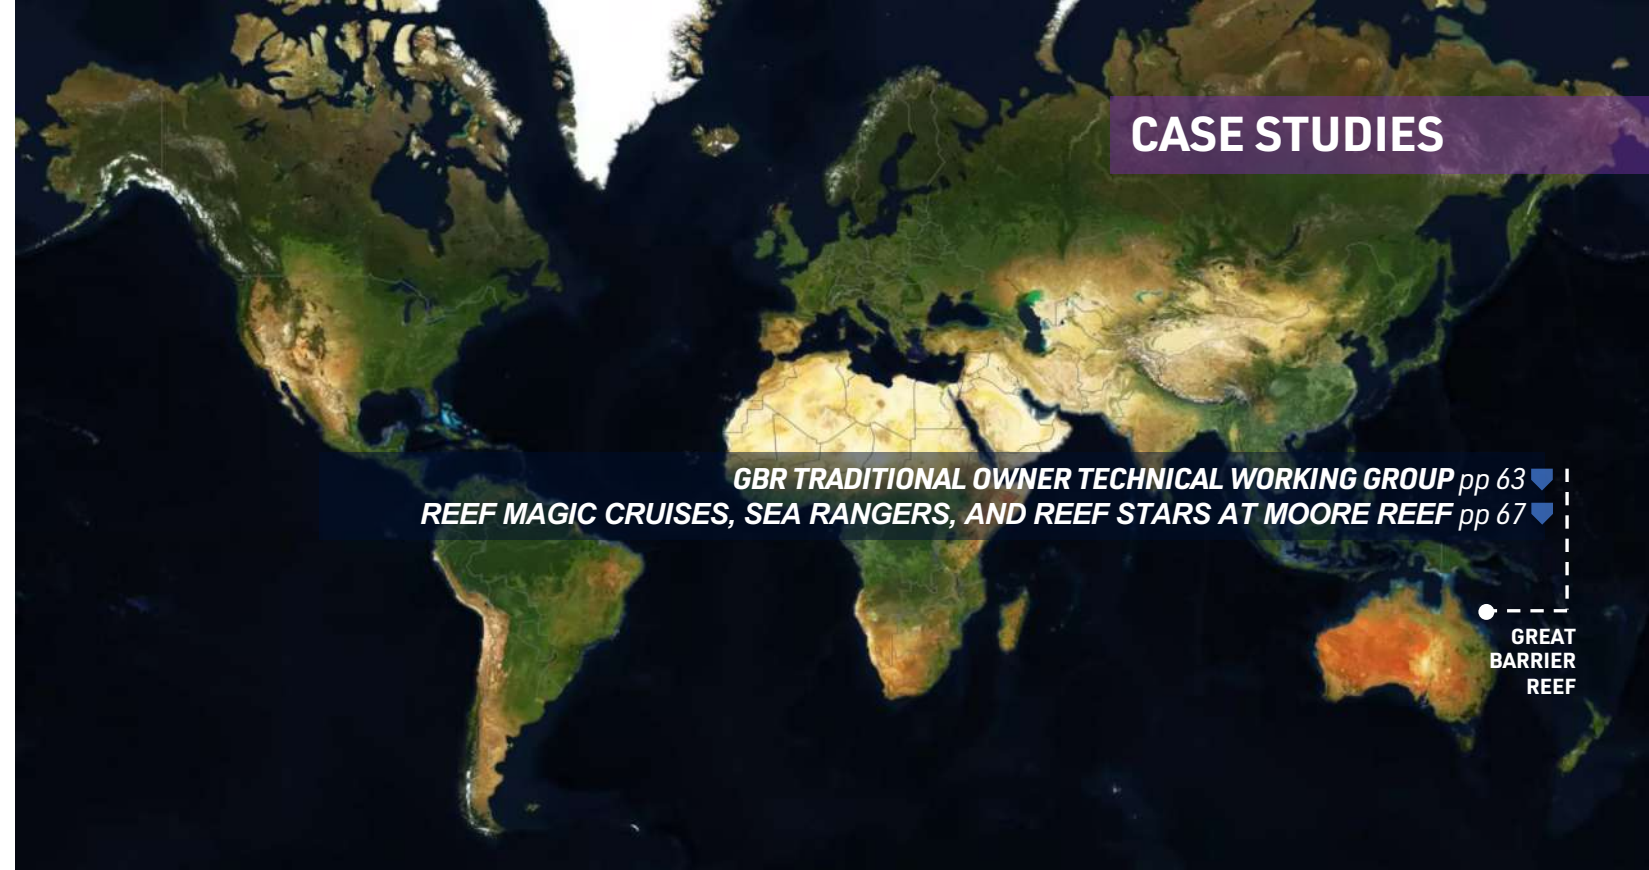 CASE STUDIES
GBR TRADITIONAL OWNER TECHNICAL WORKING GROUP pp 63
REEF MAGIC CRUISES, SEA RANGERS, AND REEF STARS AT MOORE REEF pp 67
GREAT
BARRIER
REEF